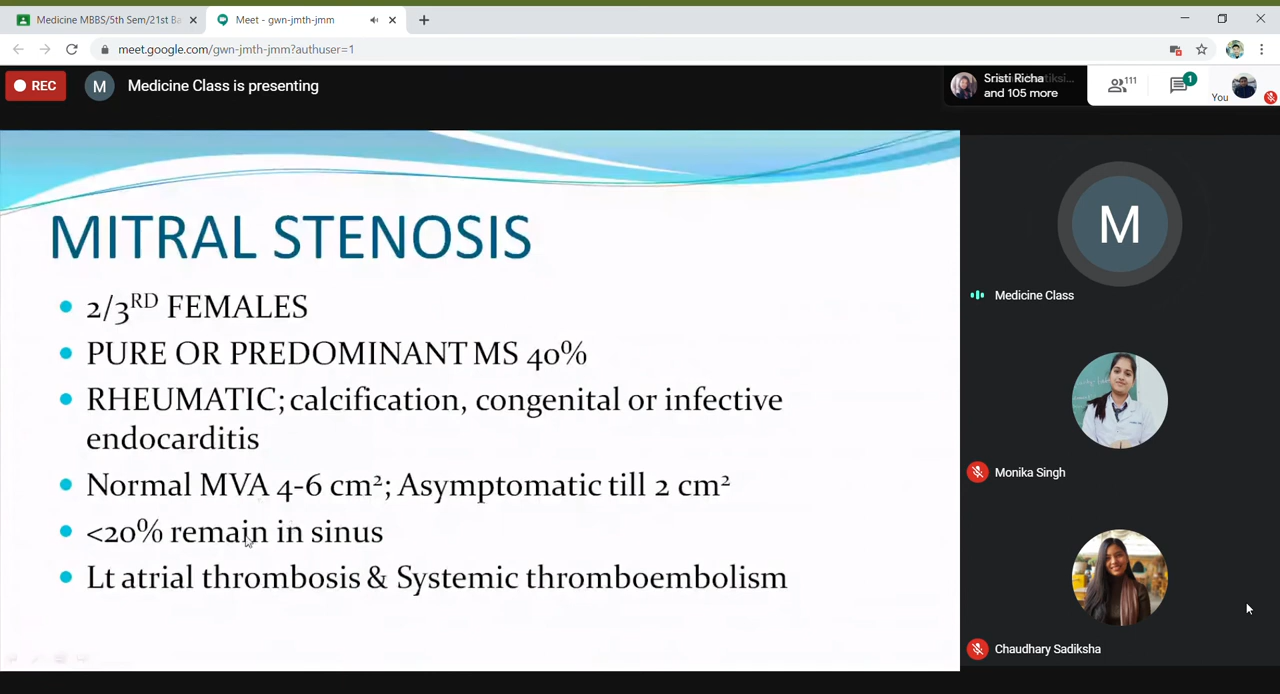 Medicine MBBS/5th Sem/21st Ba
Meet - gwn-jmth-jmm
meet.google.com/gwn-jmth-jmm?authuser=1
REC
M
Medicine Class is presenting
Sristi Richa
and 105 more
111
1
You
MITRAL STENOSIS
2/3RD FEMALES
PURE OR PREDOMINANT MS 40%
RHEUMATIC; calcification, congenital or infective
endocarditis
Normal MVA 4-6 cm²; Asymptomatic till 2 cm²
<20% remain in sinus
Lt atrial thrombosis & Systemic thromboembolism
M
Medicine Class
Monika Singh
Chaudhary Sadiksha